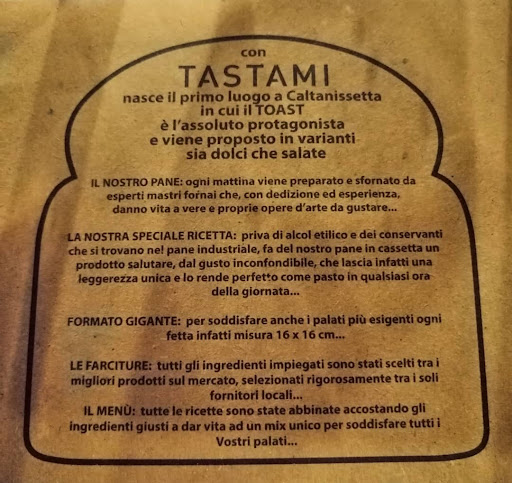 con
TASTAMI
nasce il primo luogo a Caltanissetta
in cui il TOAST
è l'assoluto protagonista
e viene proposto in varianti
sia dolci che salate
IL NOSTRO PANE: ogni mattina viene preparato e sfornato da
esperti mastri fornai che, con dedizione ed esperienza,
danno vita a vere e proprie opere d'arte da gustare...
LA NOSTRA SPECIALE RICETTA: priva di alcol etilico e dei conservanti
che si trovano nel pane industriale, fa del nostro pane in cassetta un
prodotto salutare, dal gusto inconfondibile, che lascia infatti una
leggerezza unica e lo rende perfetto come pasto in qualsiasi ora
della giornata...
FORMATO GIGANTE: per soddisfare anche i palati più esigenti ogni
fetta infatti misura 16 x 16 cm...
LE FARCITURE: tutti gli ingredienti impiegati sono stati scelti tra i
migliori prodotti sul mercato, selezionati rigorosamente tra i soli
fornitori locali...
IL MENÙ: tutte le ricette sono state abbinate accostando gli
ingredienti giusti a dar vita ad un mix unico per soddisfare tutti i
Vostri palati...